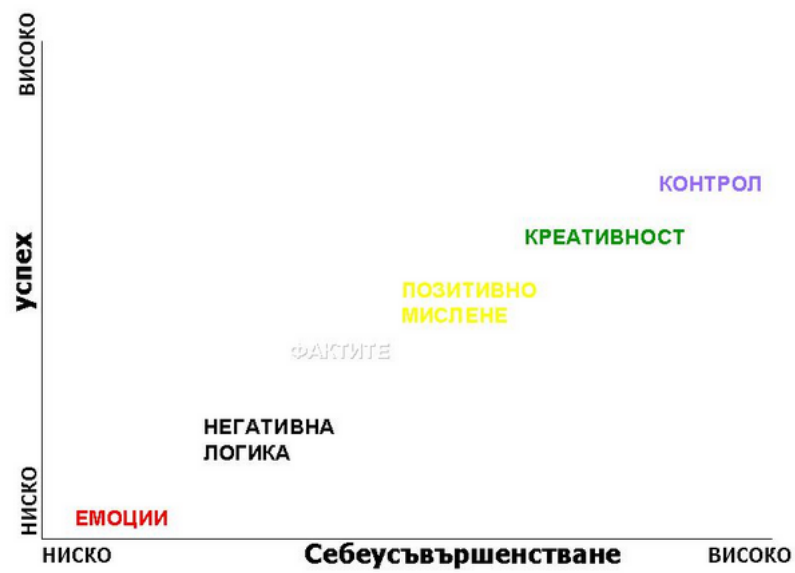 ВИСОКО
КОНТРОЛ
КРЕАТИВНОСТ
успех
ПОЗИТИВНО
МИСЛЕНЕ
ФАКТИТЕ
НЕГАТИВНА
ЛОГИКА
НИСКО
ЕМОЦИИ
НИСКО
Себеусъвършенстване
ВИСОКО